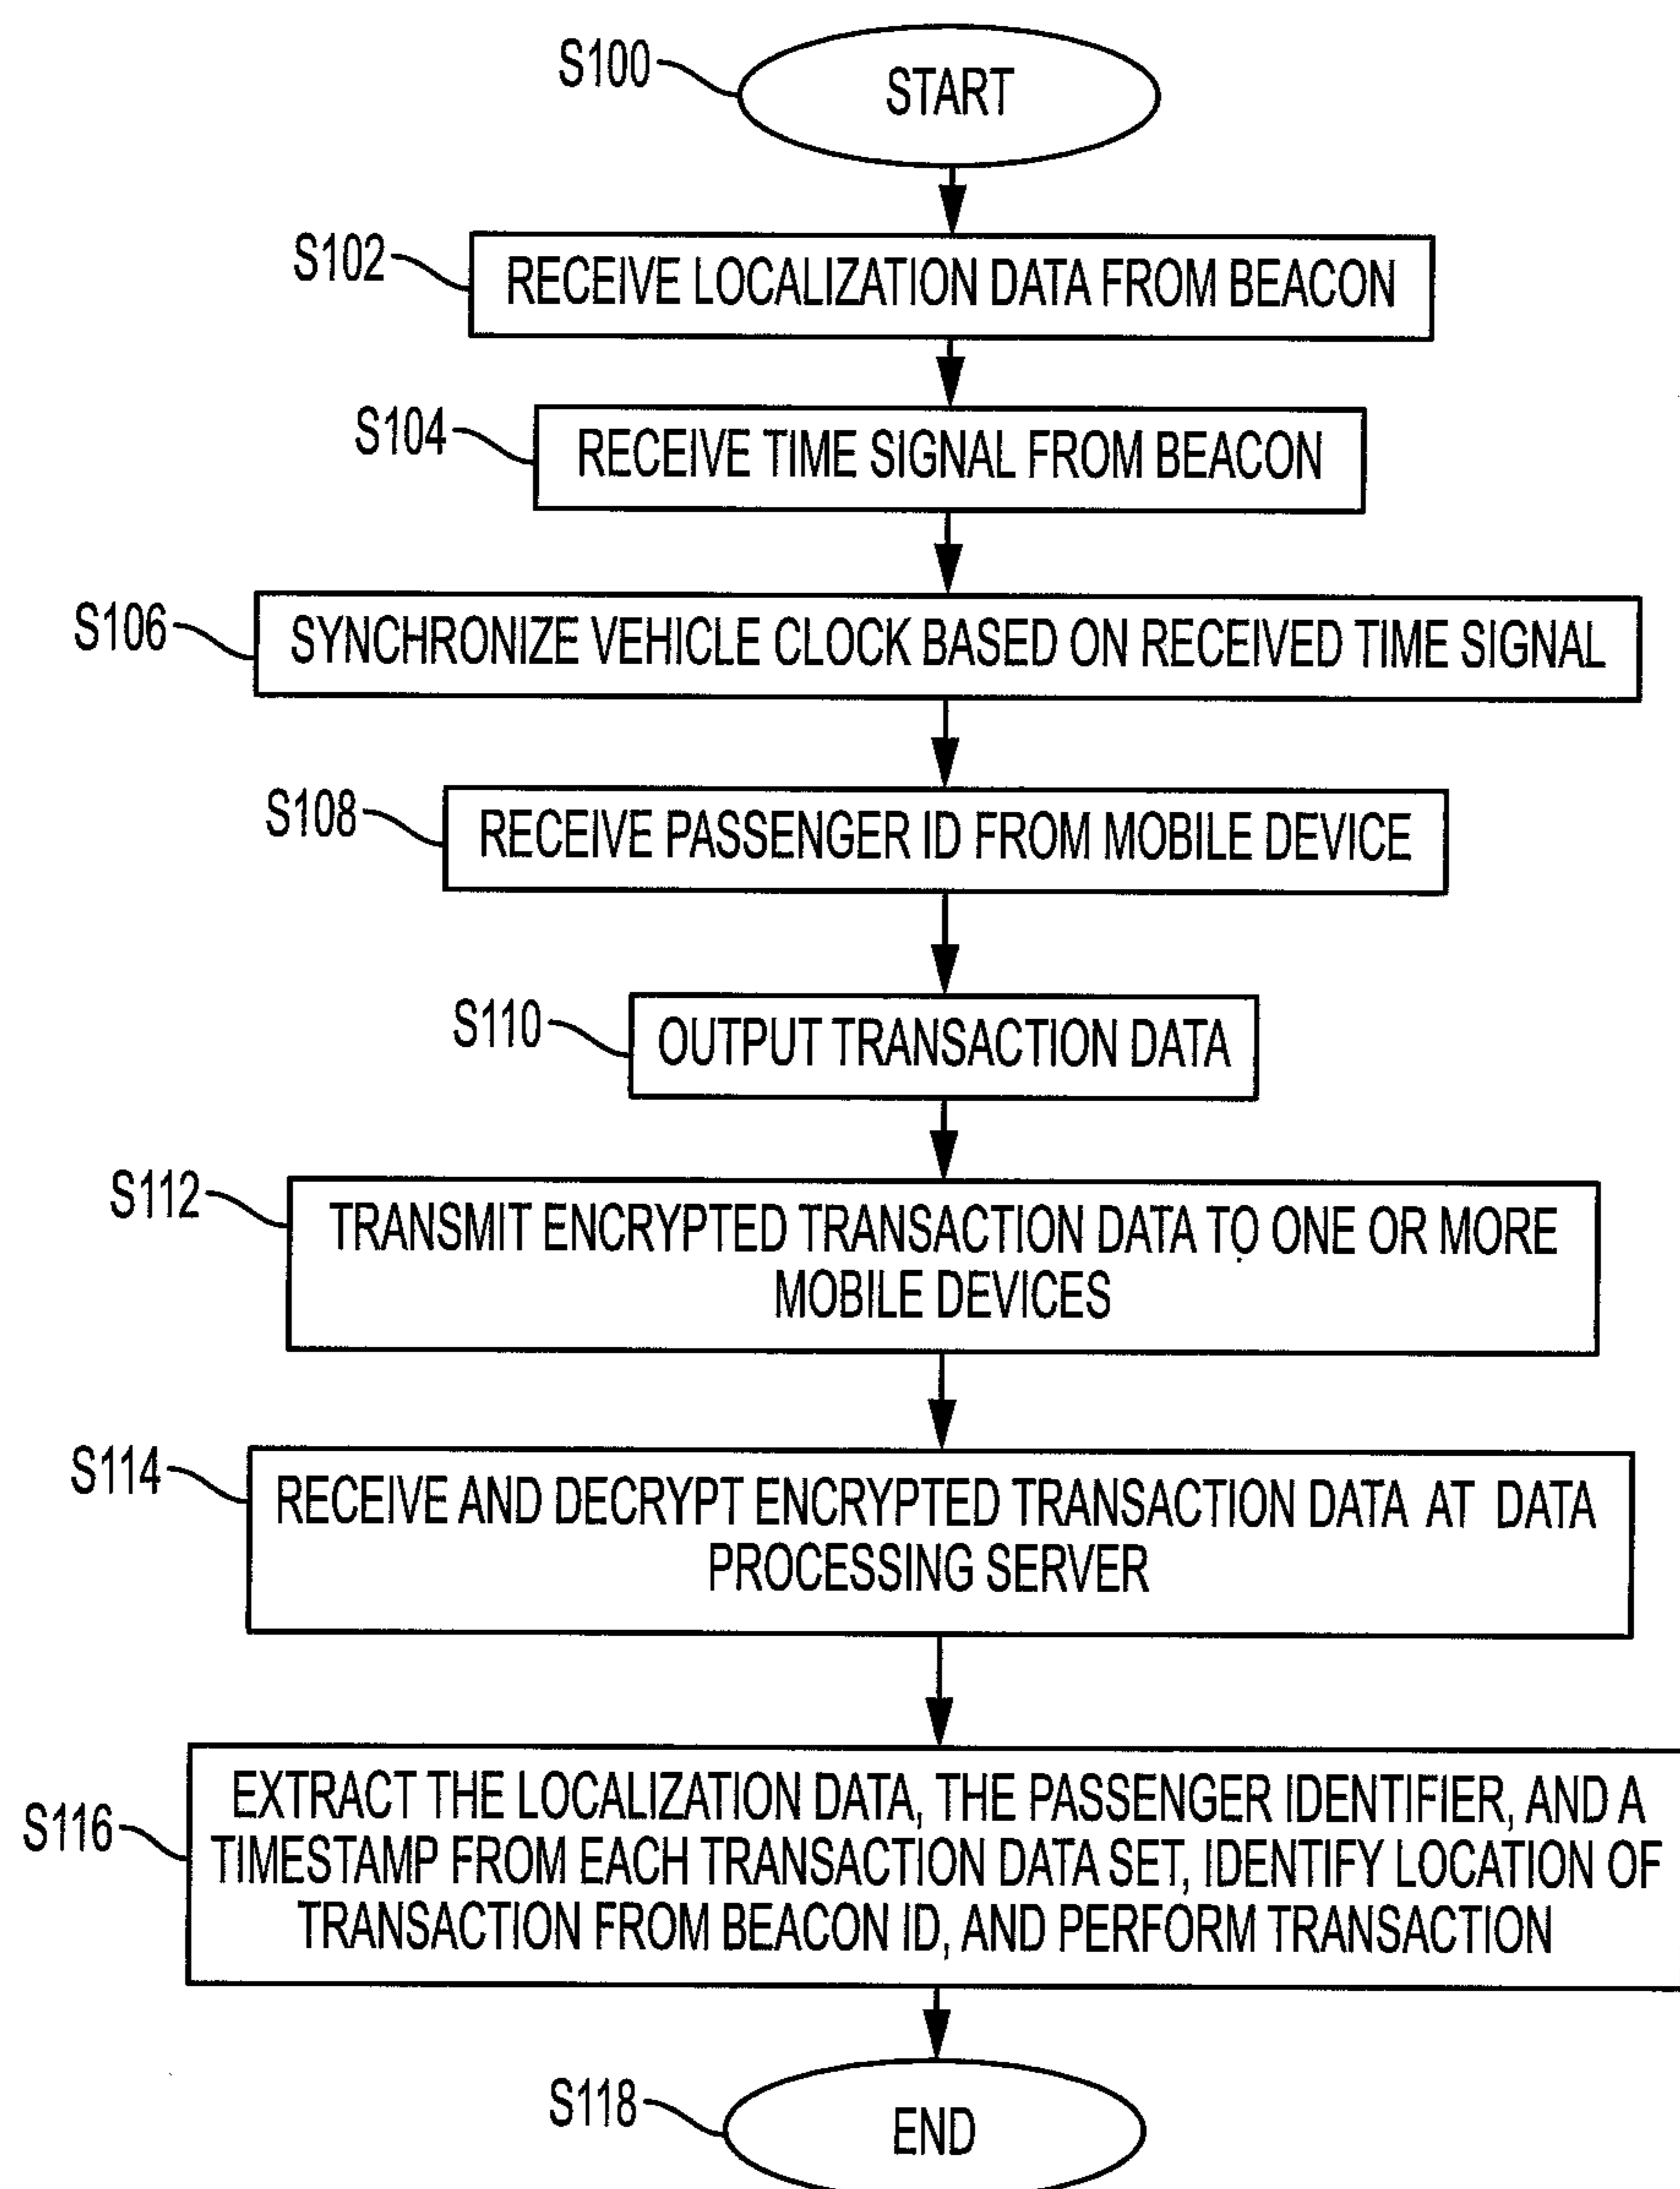 S100
START
S102
RECEIVE LOCALIZATION DATA FROM BEACON
S104
RECEIVE TIME SIGNAL FROM BEACON
S106
SYNCHRONIZE VEHICLE CLOCK BASED ON RECEIVED TIME SIGNAL
S108
RECEIVE PASSENGER ID FROM MOBILE DEVICE
S110
OUTPUT TRANSACTION DATA
S112
TRANSMIT ENCRYPTED TRANSACTION DATA TO ONE OR MORE
MOBILE DEVICES
S114
RECEIVE AND DECRYPT ENCRYPTED TRANSACTION DATA AT DATA
PROCESSING SERVER
S116
EXTRACT THE LOCALIZATION DATA, THE PASSENGER IDENTIFIER, AND A
TIMESTAMP FROM EACH TRANSACTION DATA SET, IDENTIFY LOCATION OF
TRANSACTION FROM BEACON ID, AND PERFORM TRANSACTION
S118
END